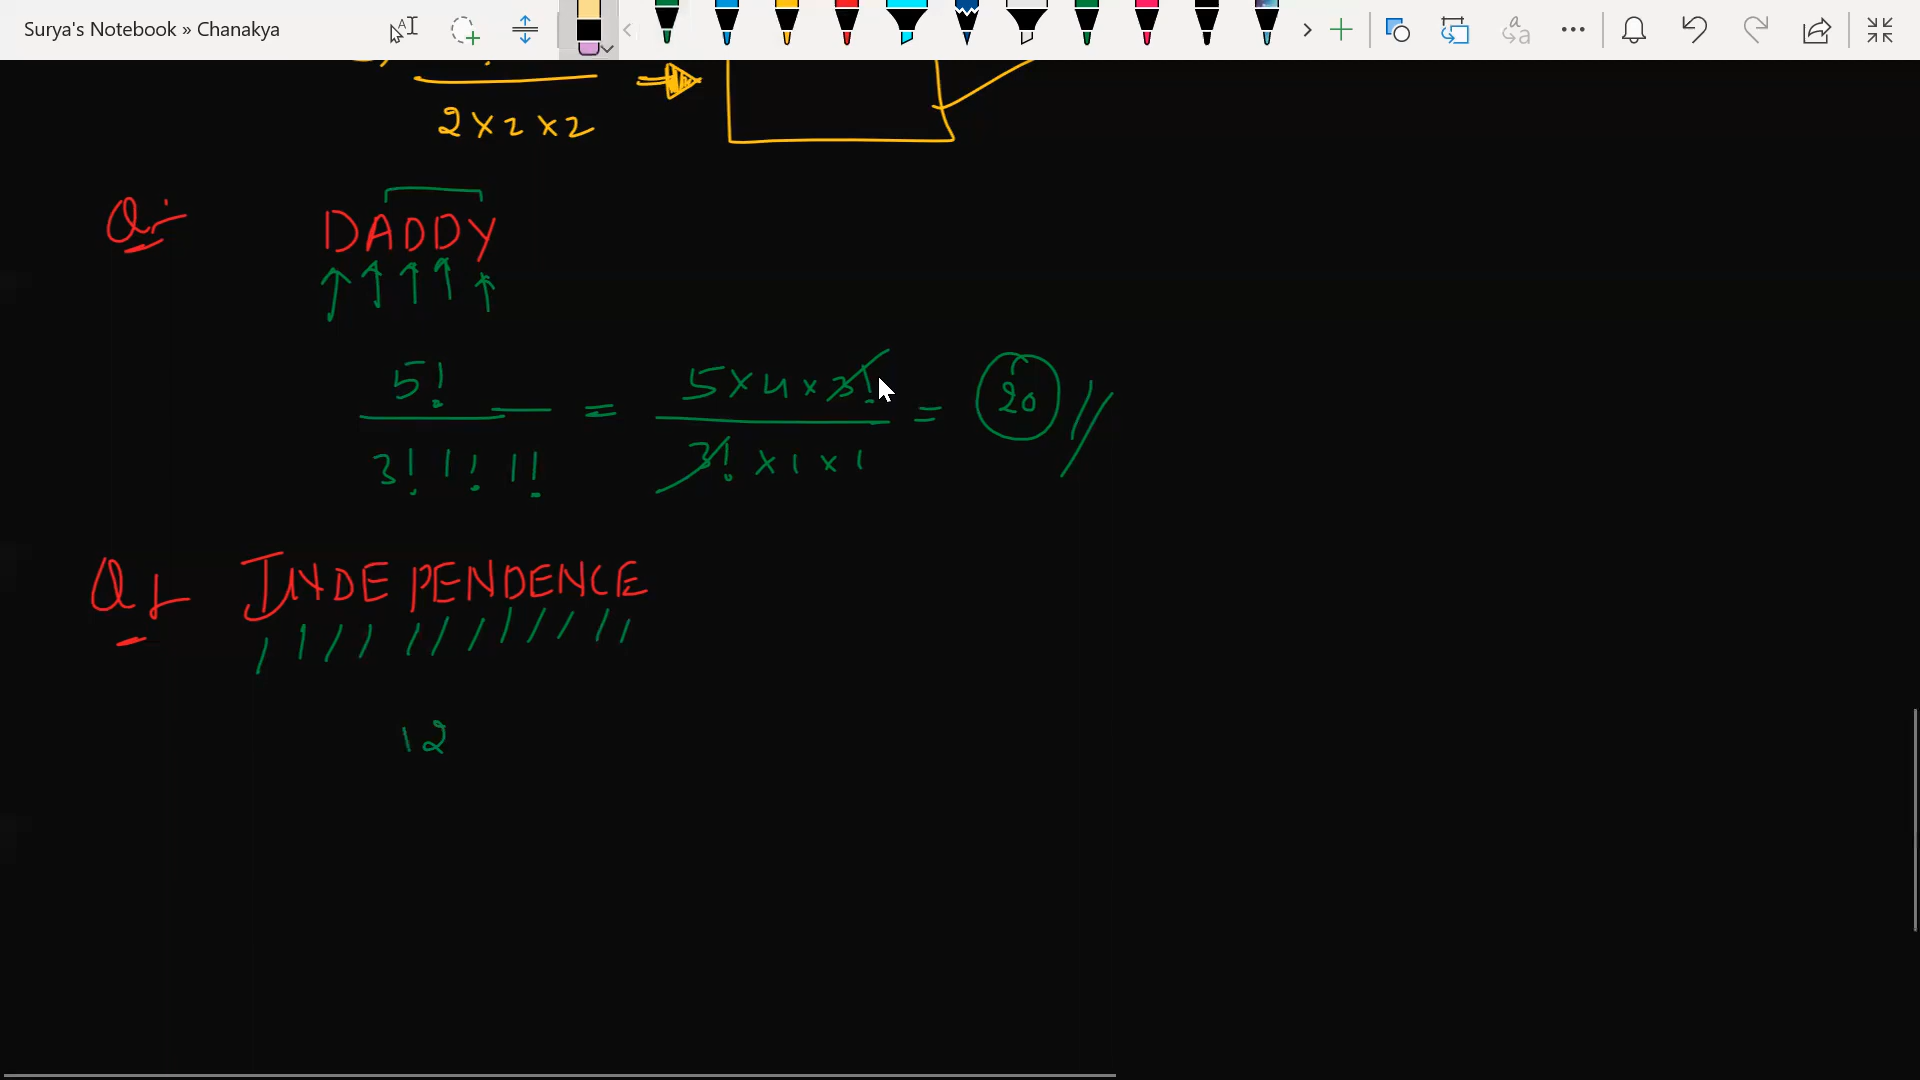 Surya's Notebook » Chanakya
2 × 2 × 2
Q:-
DADDY
5! / 3! 1! 1! = 5 × 4 × 3! / 3! × 1 × 1 = 20 //
Q:- INDEPENDENCE
12